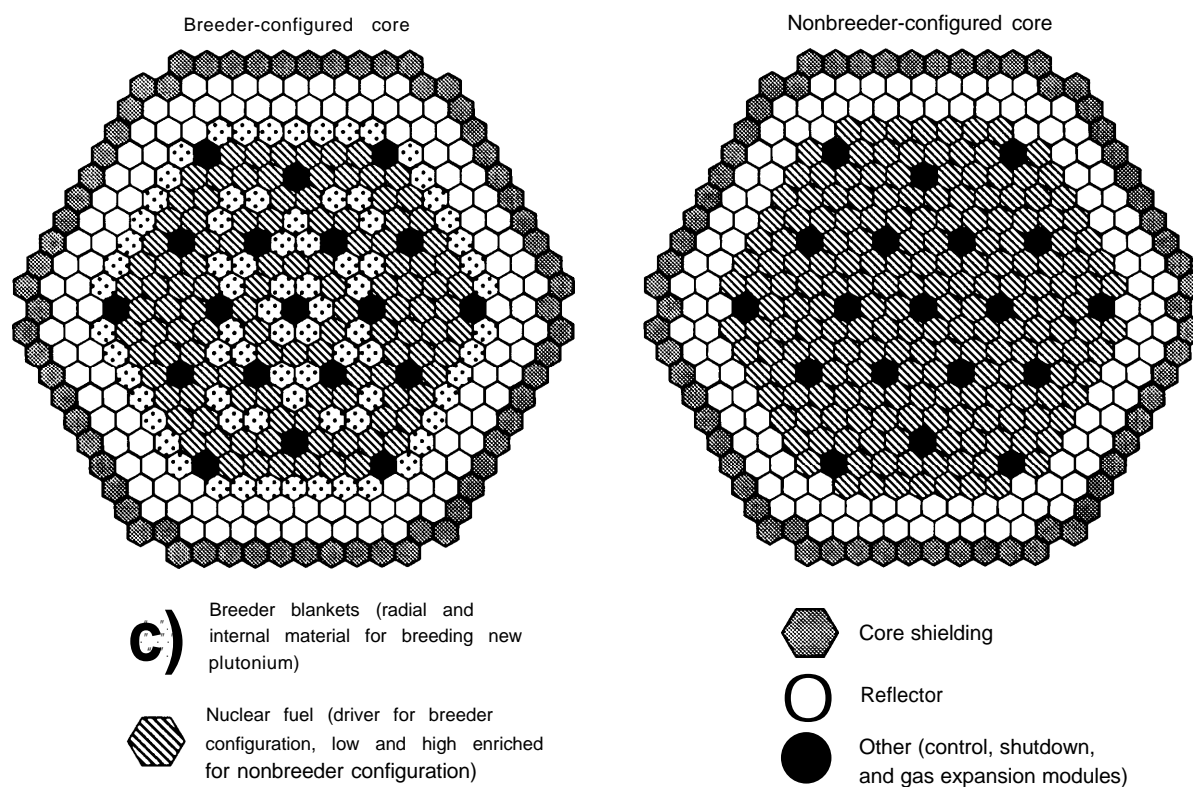 Breeder-configured core
Nonbreeder-configured core
c)
Breeder blankets (radial and
internal material for breeding new
plutonium)
Nuclear fuel (driver for breeder
configuration, low and high enriched
for nonbreeder configuration)
Core shielding
Reflector
Other (control, shutdown,
and gas expansion modules)